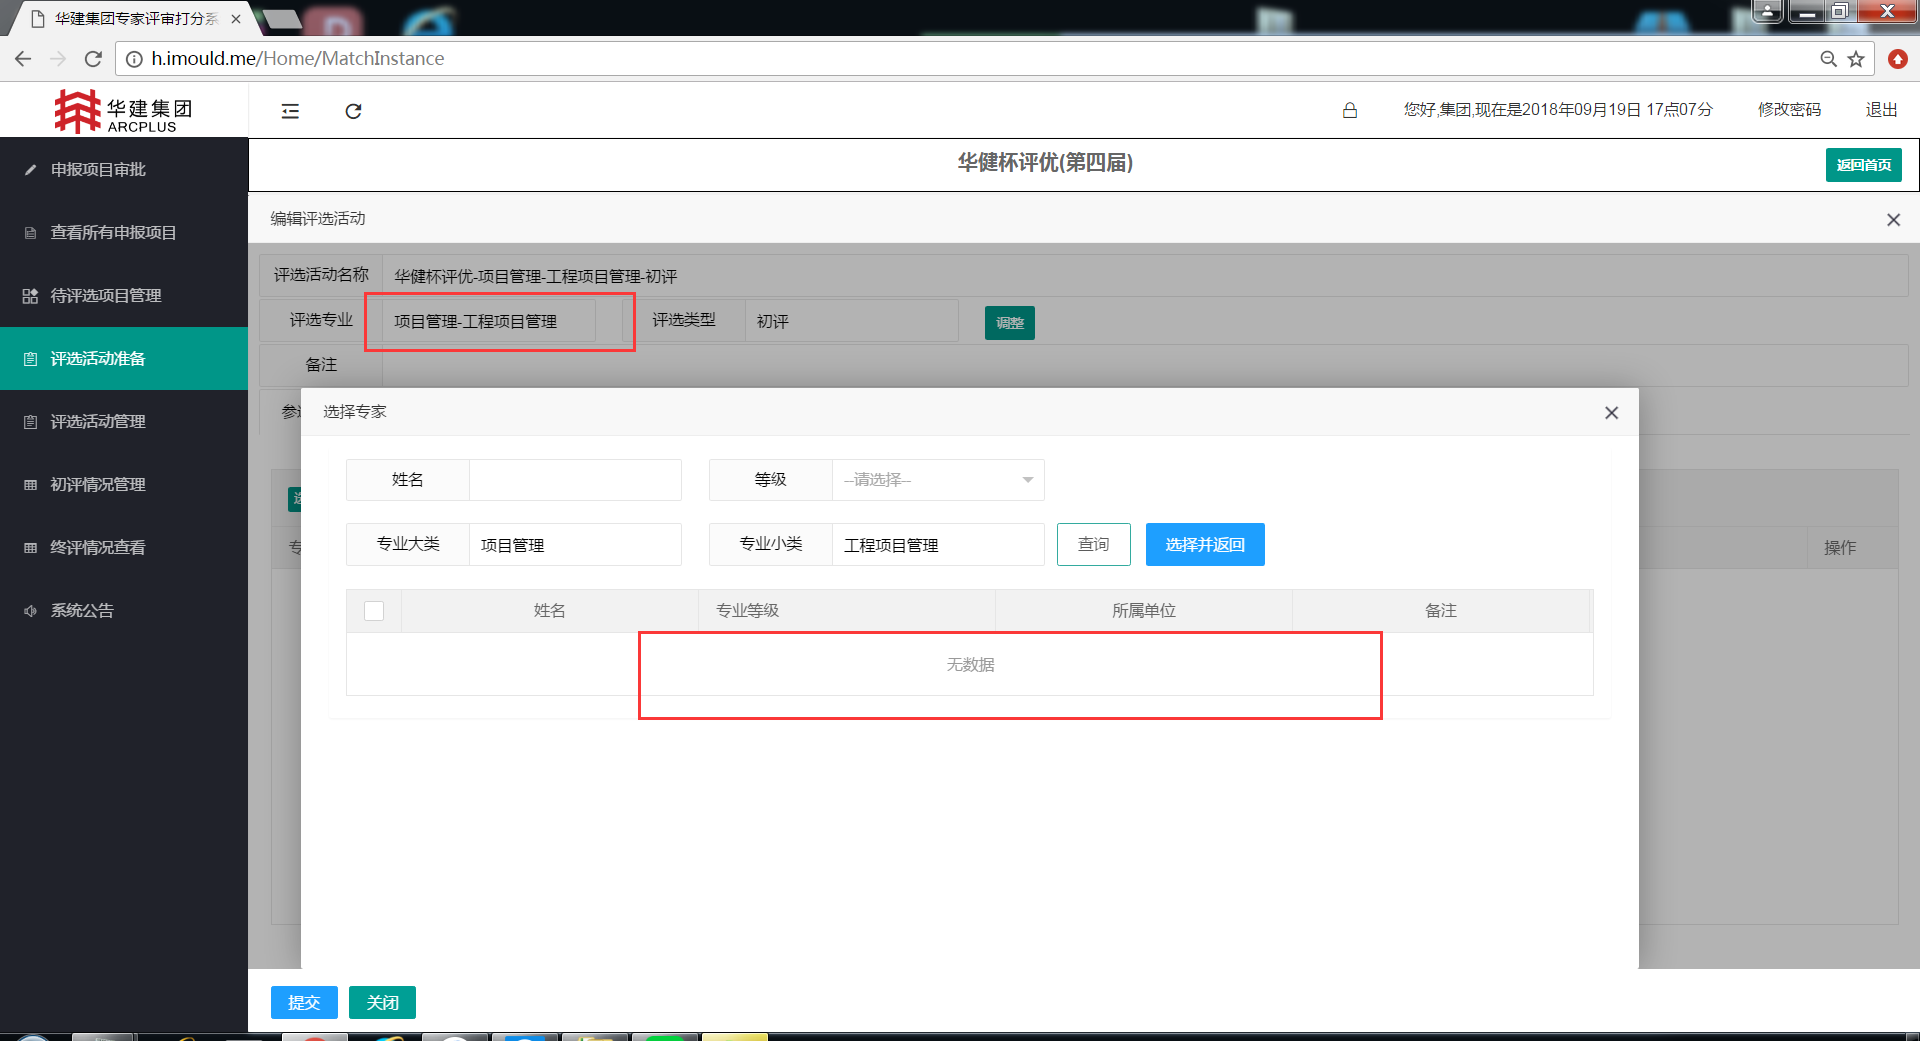 华建集团专家评审打分系
h.imould.me/Home/MatchInstance
华建集团
ARCPLUS
您好,集团,现在是2018年09月19日 17点07分
修改密码
退出
华健杯评优(第四届)
返回首页
申报项目审批
查看所有申报项目
待评选项目管理
评选活动准备
评选活动管理
初评情况管理
终评情况查看
系统公告
编辑评选活动
评选活动名称
华健杯评优-项目管理-工程项目管理-初评
评选专业
项目管理-工程项目管理
评选类型
初评
调整
备注
参
选择专家
姓名
等级
--请选择--
专业大类
项目管理
专业小类
工程项目管理
查询
选择并返回
姓名
专业等级
所属单位
备注
无数据
专
操作
提交
关闭